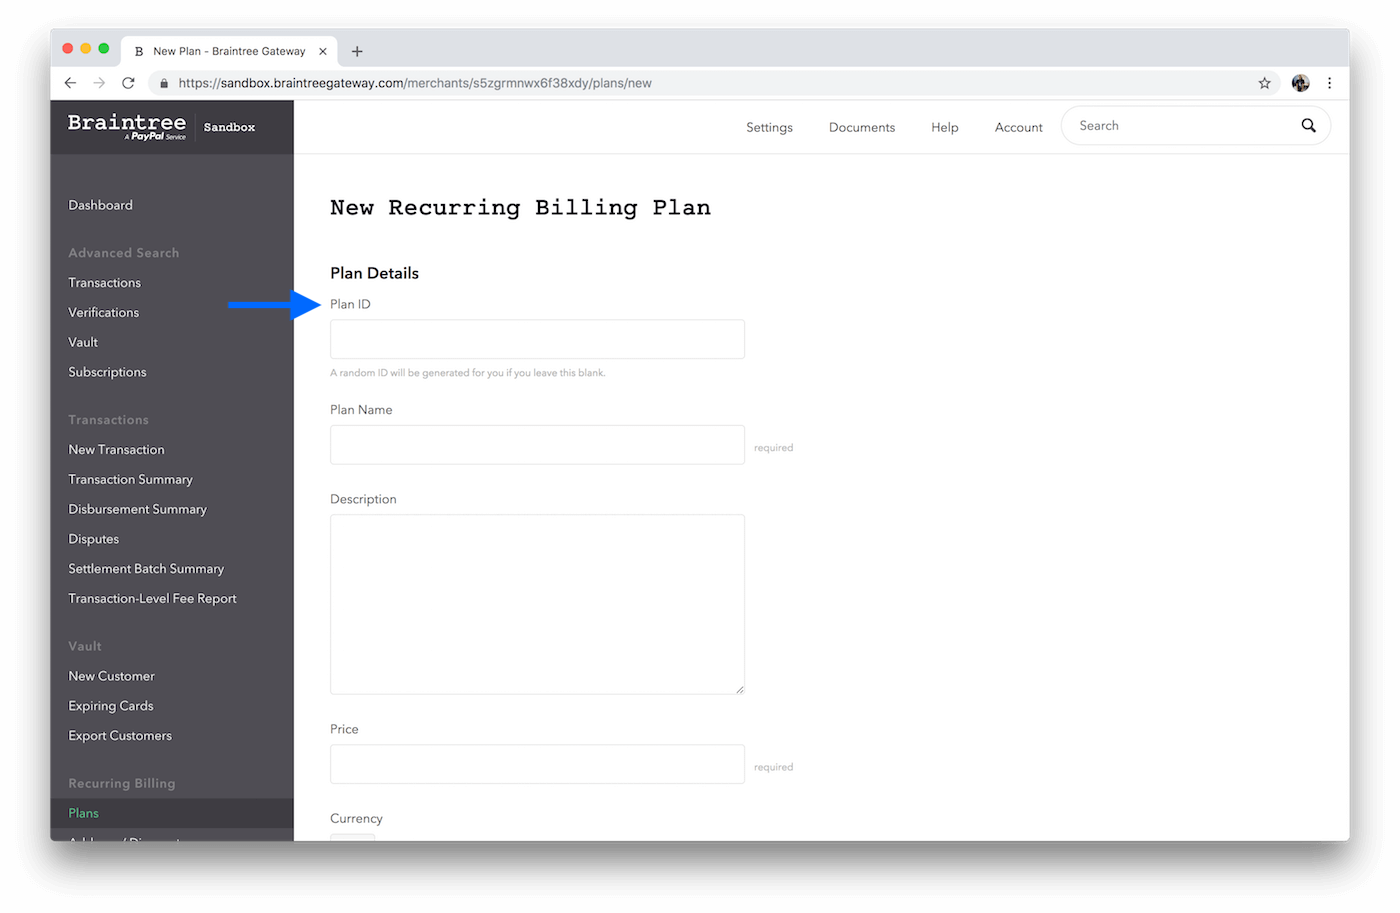 B New Plan - Braintree Gateway
https://sandbox.braintreegateway.com/merchants/s5zgrmnwx6f38xdy/plans/new
Braintree
A PayPal Service
Sandbox
Settings
Documents
Help
Account
Search
Dashboard
Advanced Search
Transactions
Verifications
Vault
Subscriptions
Transactions
New Transaction
Transaction Summary
Disbursement Summary
Disputes
Settlement Batch Summary
Transaction-Level Fee Report
Vault
New Customer
Expiring Cards
Export Customers
Recurring Billing
Plans
New Recurring Billing Plan
Plan Details
Plan ID
A random ID will be generated for you if you leave this blank.
Plan Name
required
Description
Price
required
Currency